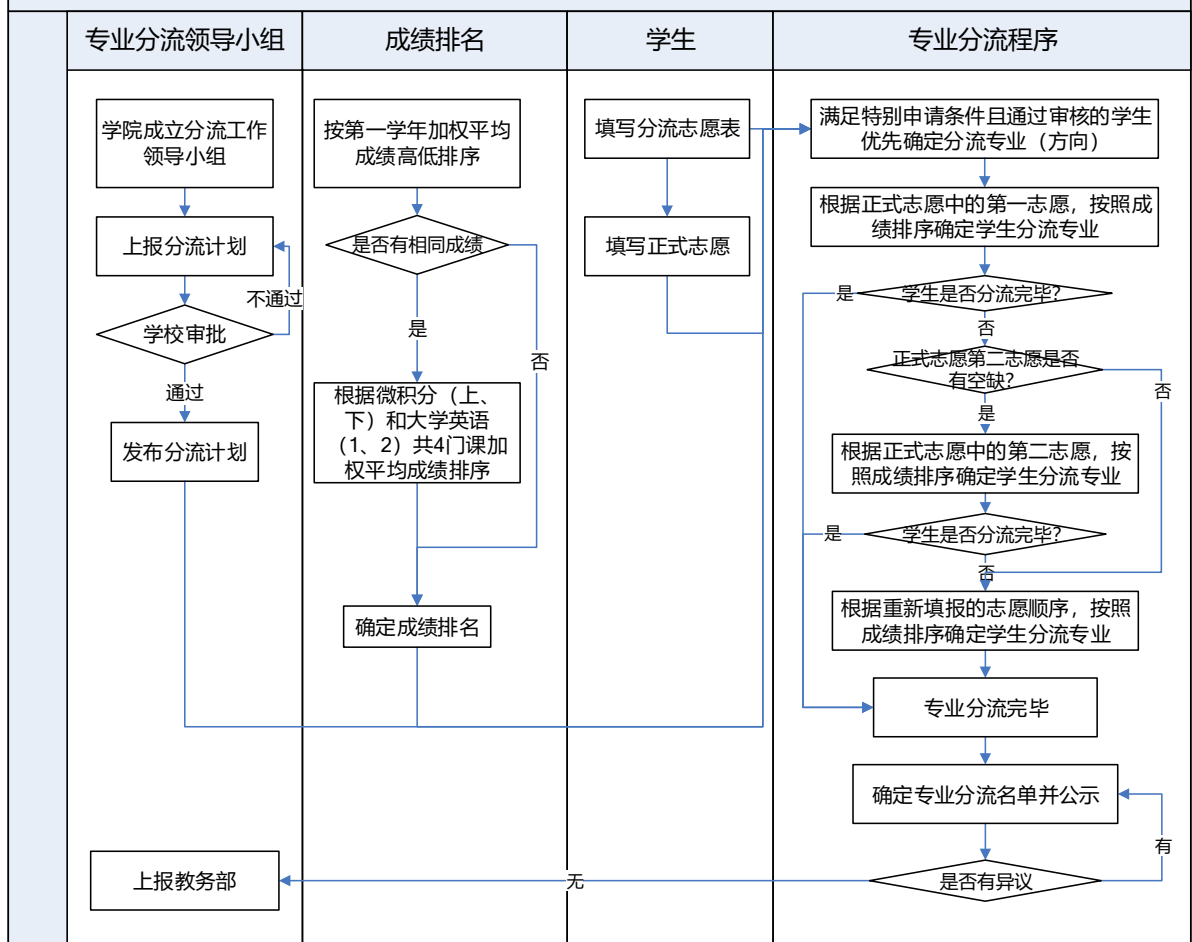 专业分流领导小组
成绩排名
学生
专业分流程序
学院成立分流工作
领导小组
上报分流计划
不通过
学校审批
通过
发布分流计划
上报教务部
按第一学年加权平均
成绩高低排序
是否有相同成绩
是
否
根据微积分（上、
下）和大学英语
（1、2）共4门课加
权平均成绩排序
确定成绩排名
填写分流志愿表
填写正式志愿
满足特别申请条件且通过审核的学生
优先确定分流专业（方向）
根据正式志愿中的第一志愿，按照成
绩排序确定学生分流专业
是
学生是否分流完毕？
否
正式志愿第二志愿是否
有空缺？
否
是
根据正式志愿中的第二志愿，按
照成绩排序确定学生分流专业
是
学生是否分流完毕？
否
根据重新填报的志愿顺序，按照
成绩排序确定学生分流专业
专业分流完毕
确定专业分流名单并公示
有
是否有异议
无